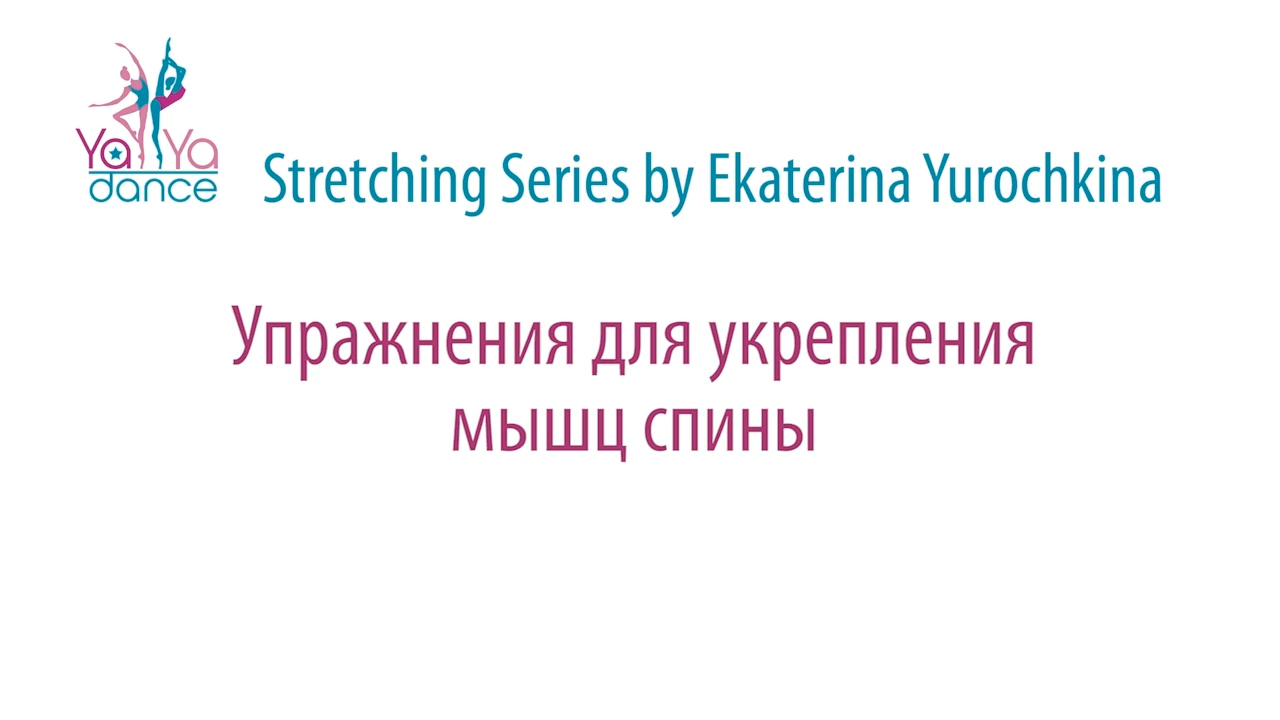 Ya Ya
dance
Stretching Series by Ekaterina Yurochkina
Упражнения для укрепления
мышц спины